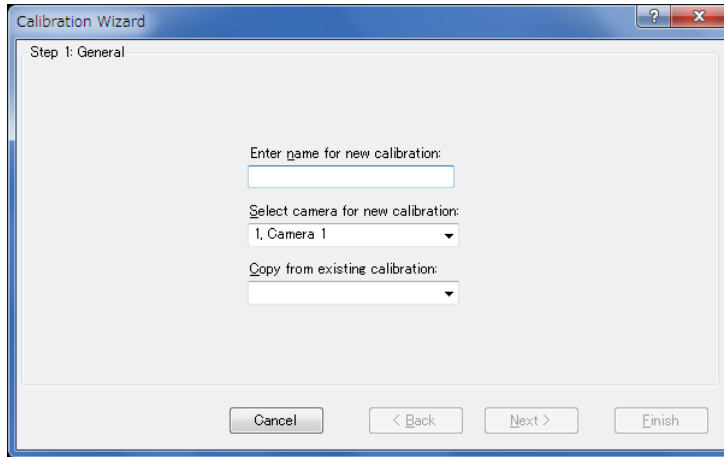 Calibration Wizard
Step 1: General
Enter name for new calibration:
Select camera for new calibration:
1, Camera 1
Copy from existing calibration:
Cancel < Back Next > Finish